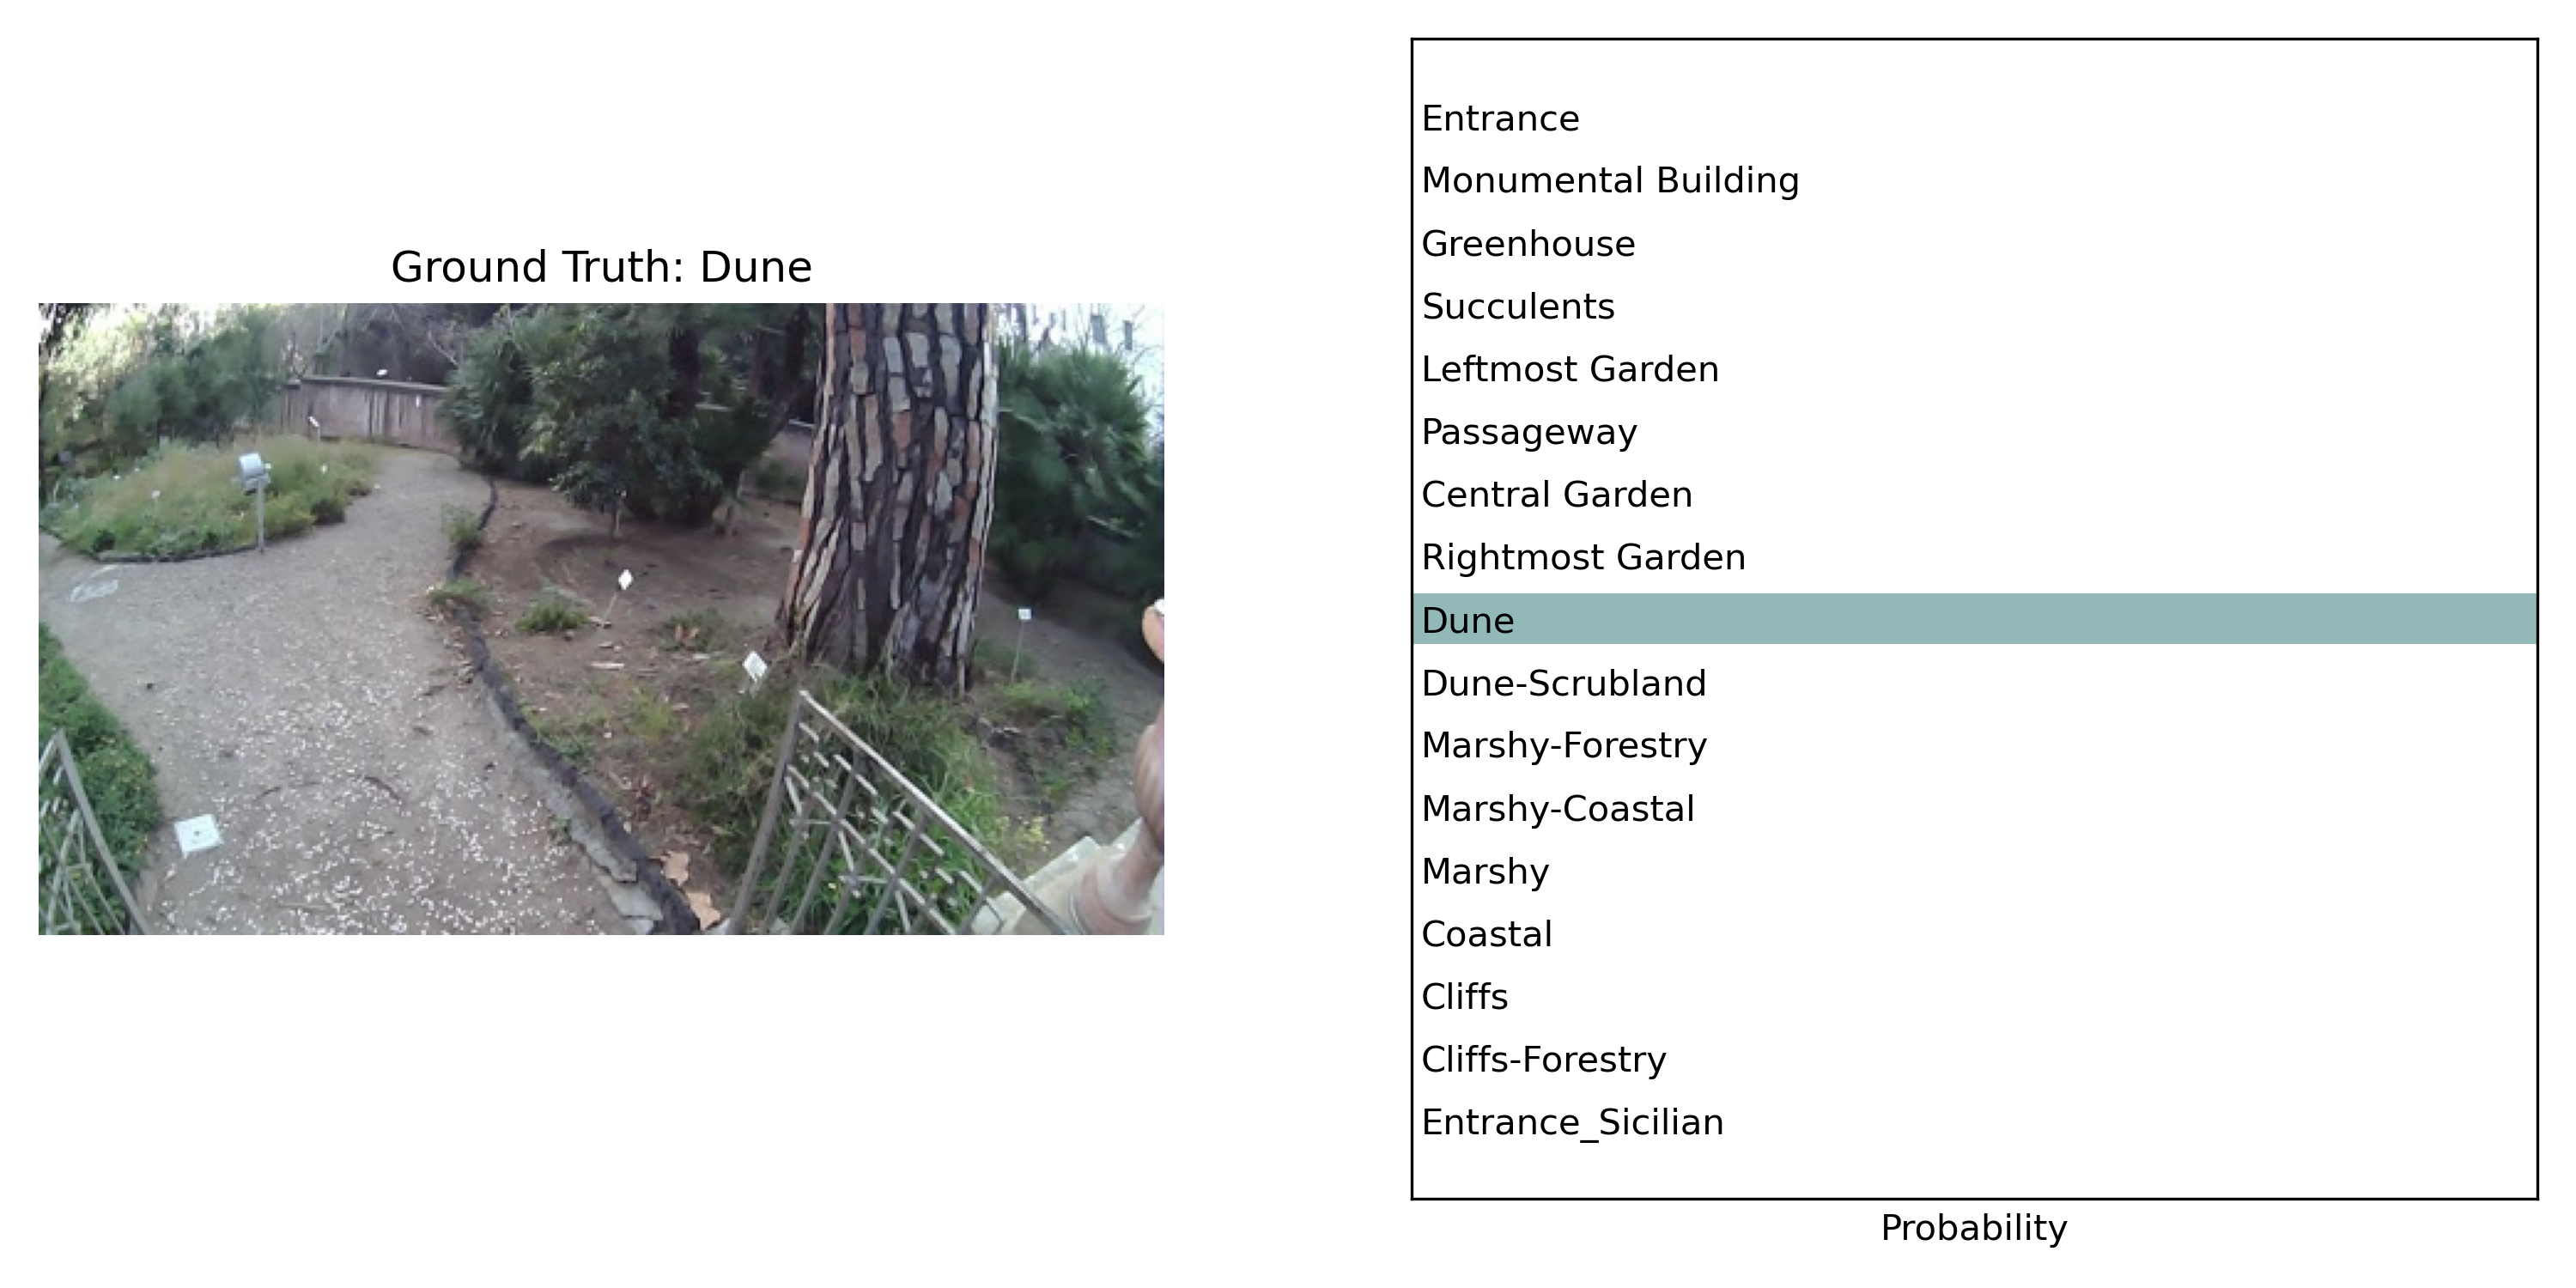 Ground Truth: Dune
Entrance
Monumental Building
Greenhouse
Succulents
Leftmost Garden
Passageway
Central Garden
Rightmost Garden
Dune
Dune-Scrubland
Marshy-Forestry
Marshy-Coastal
Marshy
Coastal
Cliffs
Cliffs-Forestry
Entrance_Sicilian
Probability